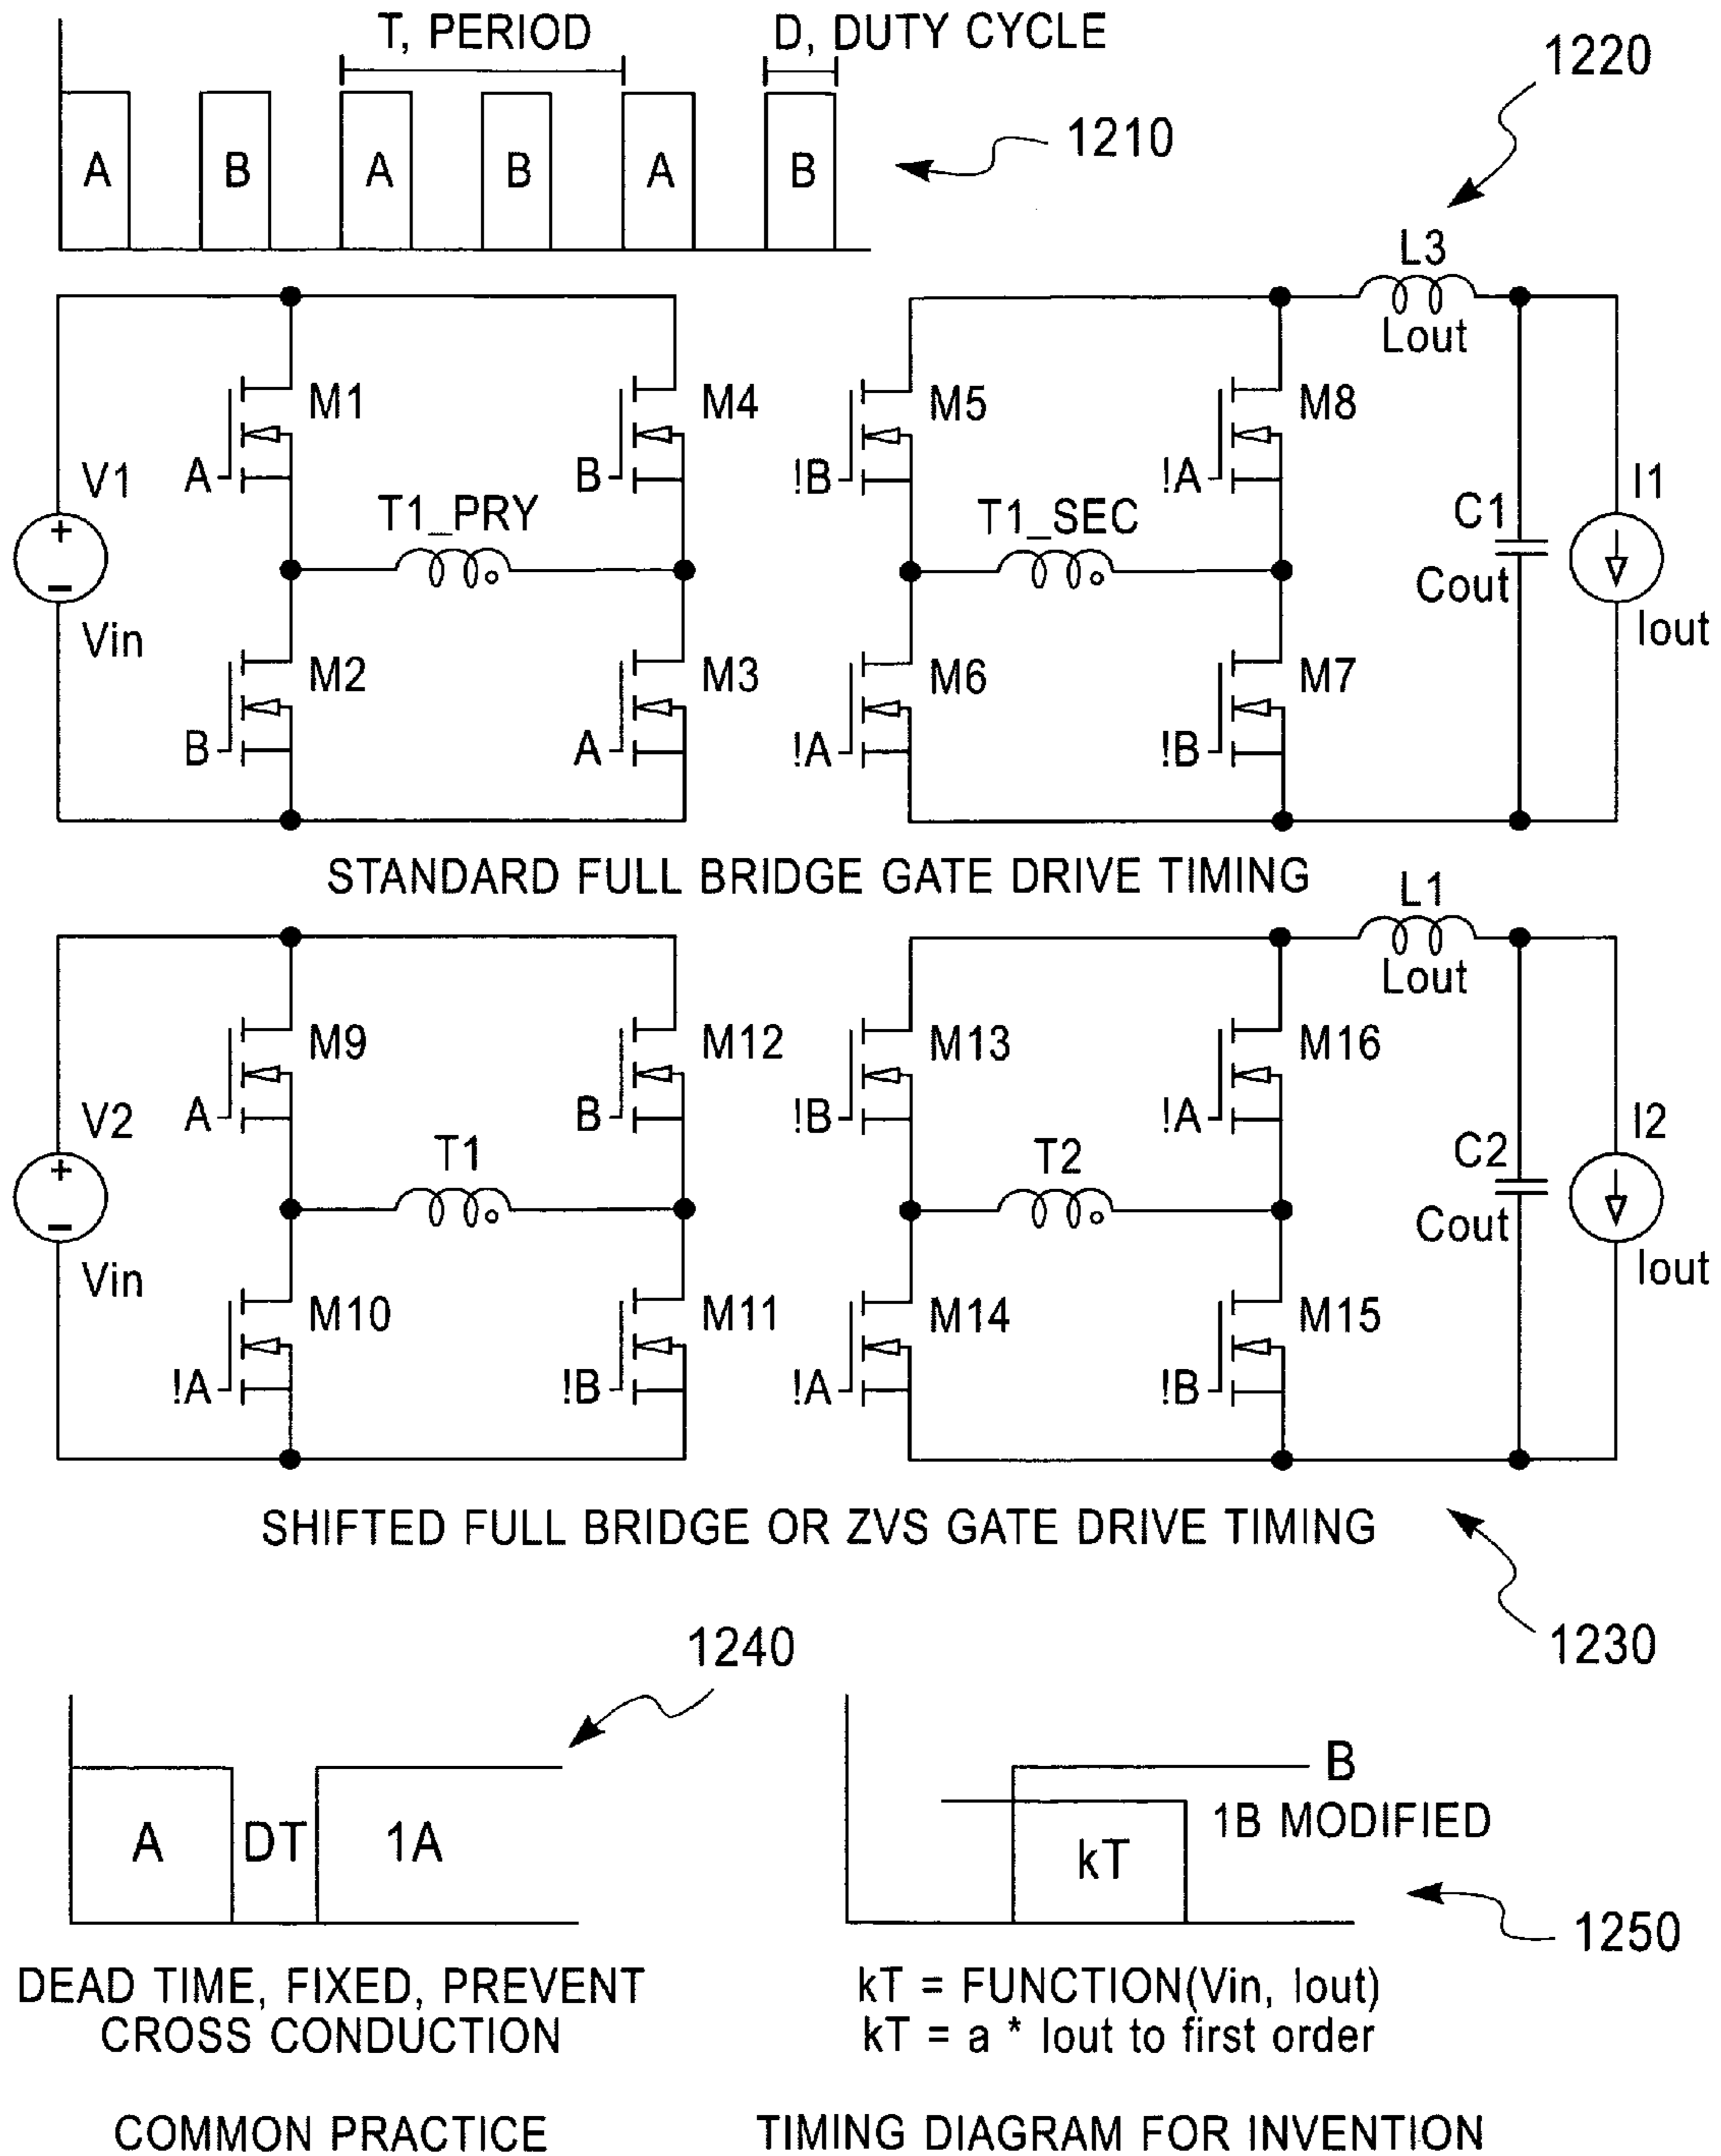 T, PERIOD
D, DUTY CYCLE
1220
A
B
A
B
A
B
1210
L3
Lout
M1
M4
M5
M8
A
B
!B
!A
V1
+
−
Vin
T1_PRY
T1_SEC
C1
Cout
I1
Iout
M2
M3
M6
M7
B
A
!A
!B
STANDARD FULL BRIDGE GATE DRIVE TIMING
L1
Lout
M9
M12
M13
M16
A
B
!B
!A
V2
+
−
Vin
T1
T2
C2
Cout
I2
Iout
M10
M11
M14
M15
!A
!B
!A
!B
SHIFTED FULL BRIDGE OR ZVS GATE DRIVE TIMING
1230
1240
A
DT
1A
B
1B MODIFIED
kT
1250
DEAD TIME, FIXED, PREVENT
CROSS CONDUCTION
kT = FUNCTION(Vin, Iout)
kT = a * Iout to first order
COMMON PRACTICE
TIMING DIAGRAM FOR INVENTION